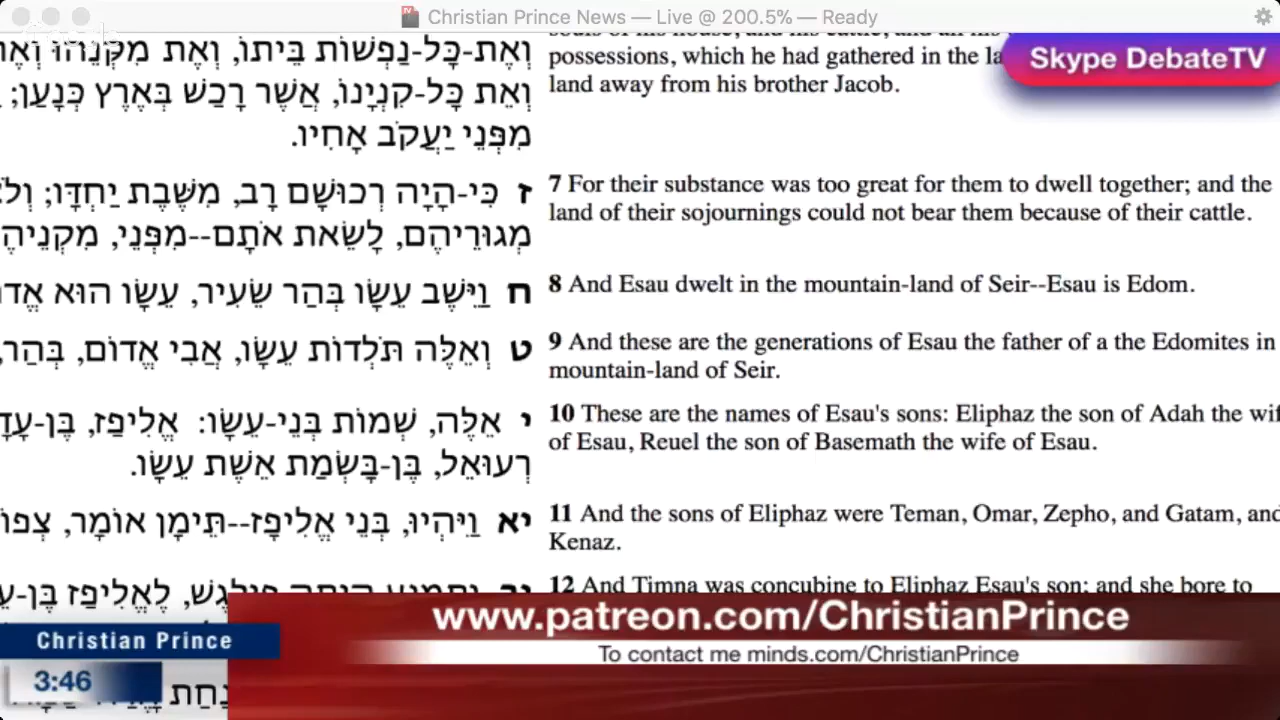 Christian Prince News — Live @ 200.5% — Ready
Skype DebateTV
וְאֶת-כָּל-נַפְשׁוֹת בֵּיתוֹ, וְאֶת מִקְנֵהוּ
וְאֵת כָּל-קִנְיָנוֹ, אֲשֶׁר רָכַשׁ בְּאֶרֶץ כְּנָעַן;
מִפְּנֵי יַעֲקֹב אָחִיו.
possessions, which he had gathered in the
land away from his brother Jacob.
ז כִּי-הָיָה רְכוּשָׁם רָב, מִשֶּׁבֶת יַחְדָּו;
מְגוּרֵיהֶם, לָשֵׂאת אֹתָם--מִפְּנֵי,
7 For their substance was too great for them to dwell together; and the
land of their sojournings could not bear them because of their cattle.
ח וַיֵּשֶׁב עֵשָׂו בְּהַר שֵׂעִיר, עֵשָׂו הוּא
8 And Esau dwelt in the mountain-land of Seir--Esau is Edom.
ט וְאֵלֶּה תֹּלְדוֹת עֵשָׂו, אֲבִי אֱדוֹם, בְּהַר,
9 And these are the generations of Esau the father of a the Edomites in
mountain-land of Seir.
י אֵלֶּה, שְׁמוֹת בְּנֵי-עֵשָׂו: אֱלִיפַז,
רְעוּאֵל, בֶּן-בָּשְׂמַת אֵשֶׁת עֵשָׂו.
10 These are the names of Esau's sons: Eliphaz the son of Adah the
of Esau, Reuel the son of Basemath the wife of Esau.
יא וַיִּהְיוּ, בְּנֵי אֱלִיפָז--תֵּימָן אוֹמָר,
11 And the sons of Eliphaz were Teman, Omar, Zepho, and Gatam, and
Kenaz.
12 And Timna was concubine to Eliphaz Esau's son; and she bore to
www.patreon.com/ChristianPrince
To contact me minds.com/ChristianPrince
Christian Prince
3:46